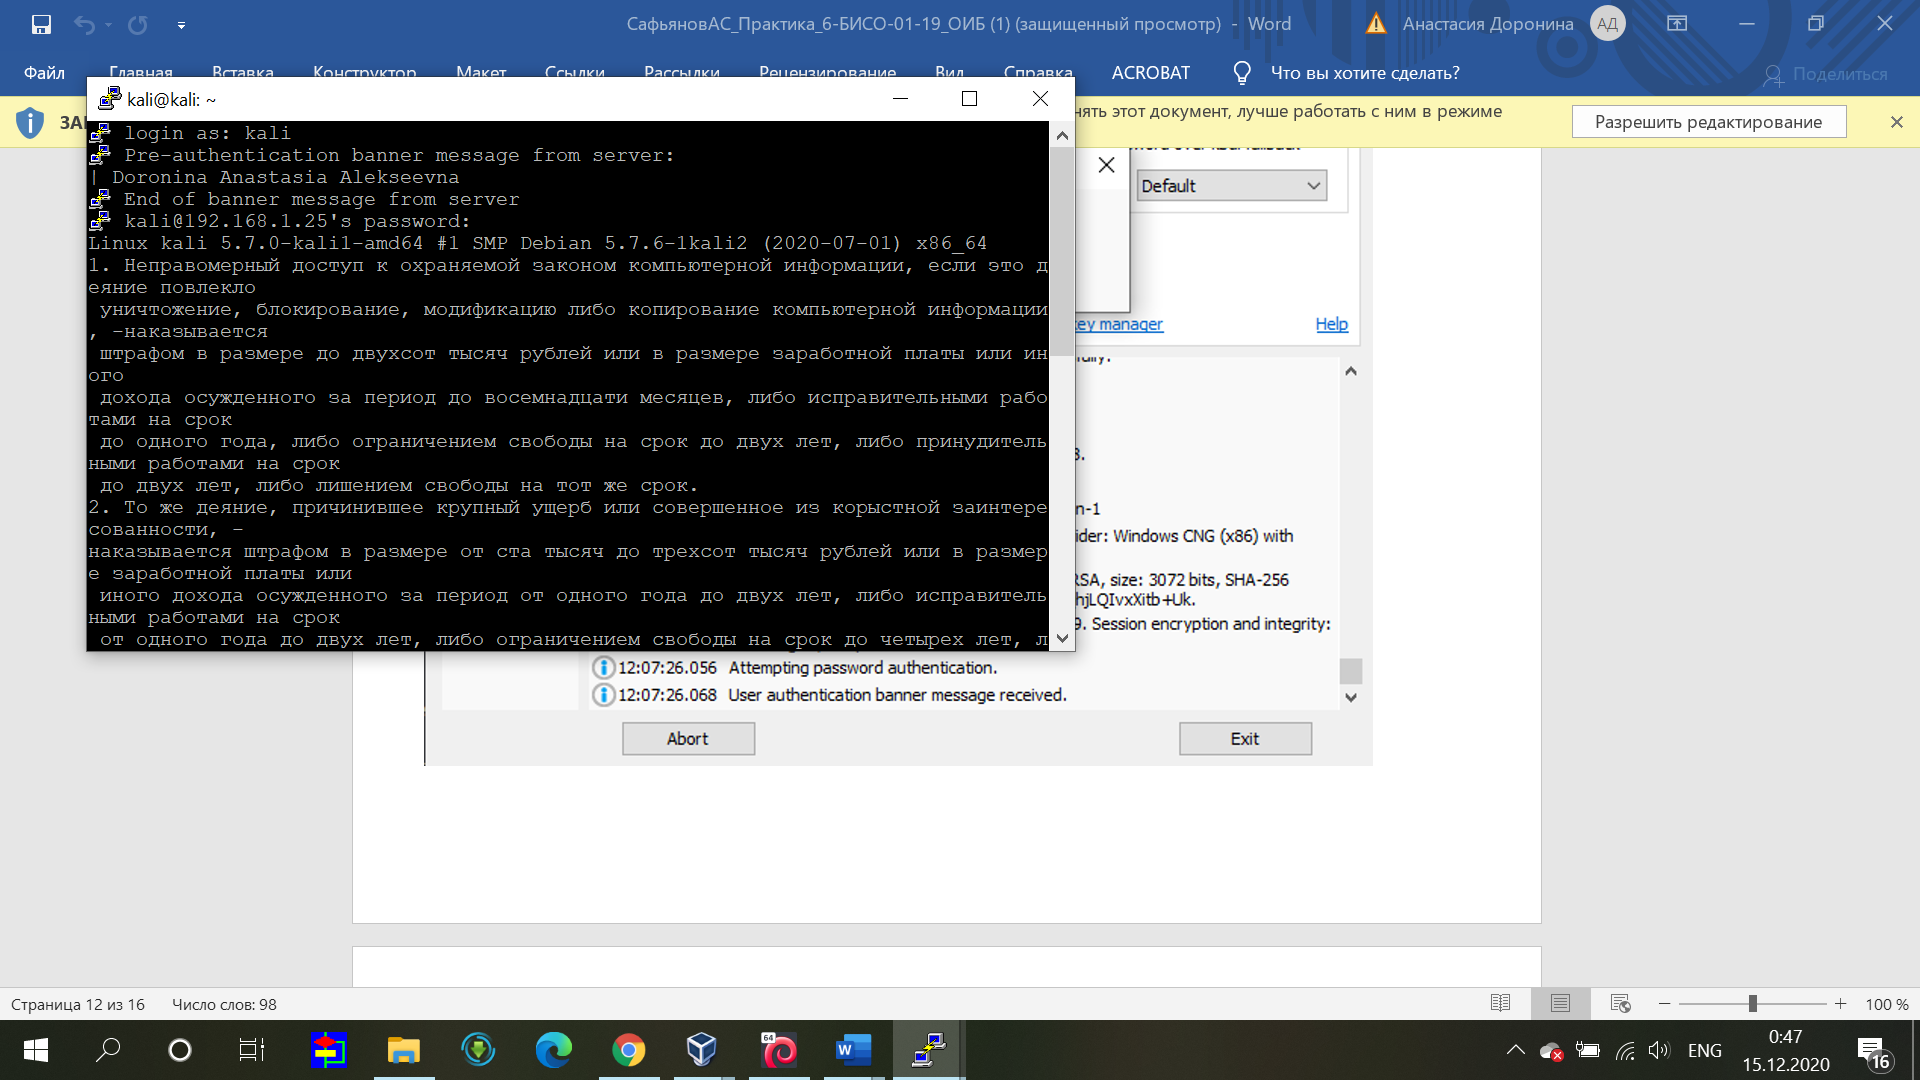 СафьяновАС_Практика_6-БИСО-01-19_ОИБ (1) (защищенный просмотр) - Word
Анастасия Доронина
АД
Файл
Главная
Вставка
Конструктор
Макет
Ссылки
Рассылки
Рецензирование
Вид
Справка
ACROBAT
Что вы хотите сделать?
Поделиться
нять этот документ, лучше работать с ним в режиме
Разрешить редактирование
kali@kali: ~
login as: kali
Pre-authentication banner message from server:
| Doronina Anastasia Alekseevna
End of banner message from server
kali@192.168.1.25's password:
Linux kali 5.7.0-kali1-amd64 #1 SMP Debian 5.7.6-1kali2 (2020-07-01) x86_64
1. Неправомерный доступ к охраняемой законом компьютерной информации, если это д
еяние повлекло
уничтожение, блокирование, модификацию либо копирование компьютерной информации
, -наказывается
штрафом в размере до двухсот тысяч рублей или в размере заработной платы или ин
ого
дохода осужденного за период до восемнадцати месяцев, либо исправительными рабо
тами на срок
до одного года, либо ограничением свободы на срок до двух лет, либо принудитель
ными работами на срок
до двух лет, либо лишением свободы на тот же срок.
2. То же деяние, причинившее крупный ущерб или совершенное из корыстной заинтере
сованности, -
наказывается штрафом в размере от ста тысяч до трехсот тысяч рублей или в размер
е заработной платы или
иного дохода осужденного за период от одного года до двух лет, либо исправитель
ными работами на срок
от одного года до двух лет, либо ограничением свободы на срок до четырех лет, л
Default
key manager
Help
fully.
8.
n-1
ider: Windows CNG (x86) with
RSA, size: 3072 bits, SHA-256
hjLQIvxXitb+Uk.
9. Session encryption and integrity:
12:07:26.056 Attempting password authentication.
12:07:26.068 User authentication banner message received.
Abort
Exit
Страница 12 из 16
Число слов: 98
100 %
64
W
ENG
0:47
15.12.2020
16